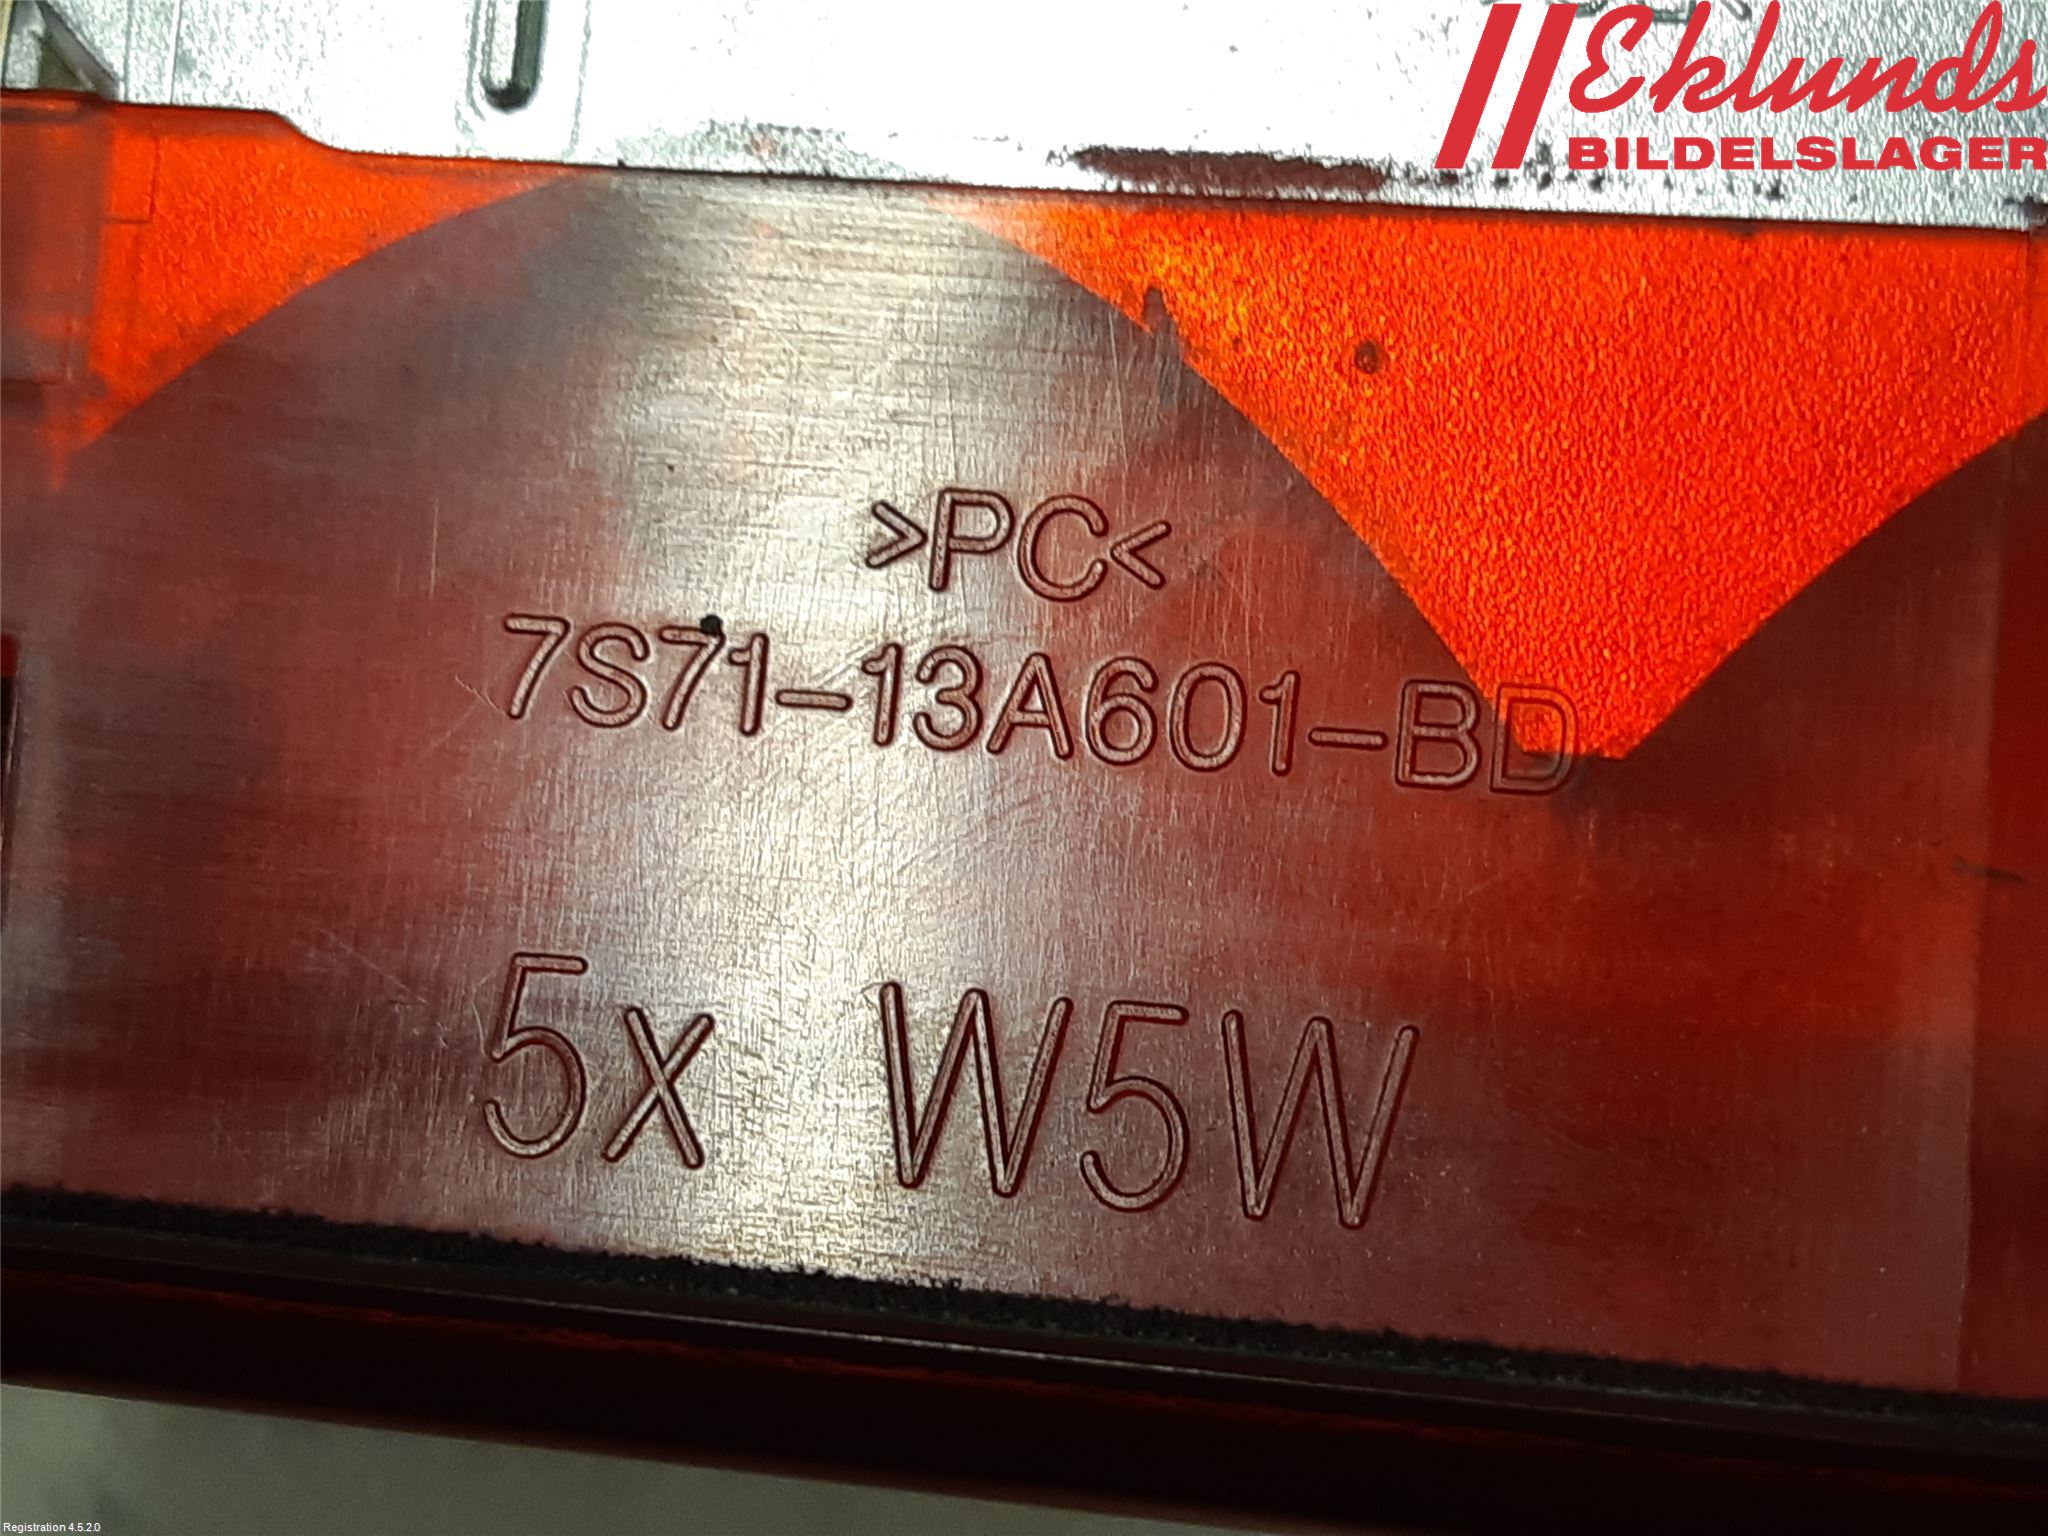 Eklunds
BILDELSLAGER
>PC<
7S71-13A601-BD
5x W5W
Registration 4.5.2.0